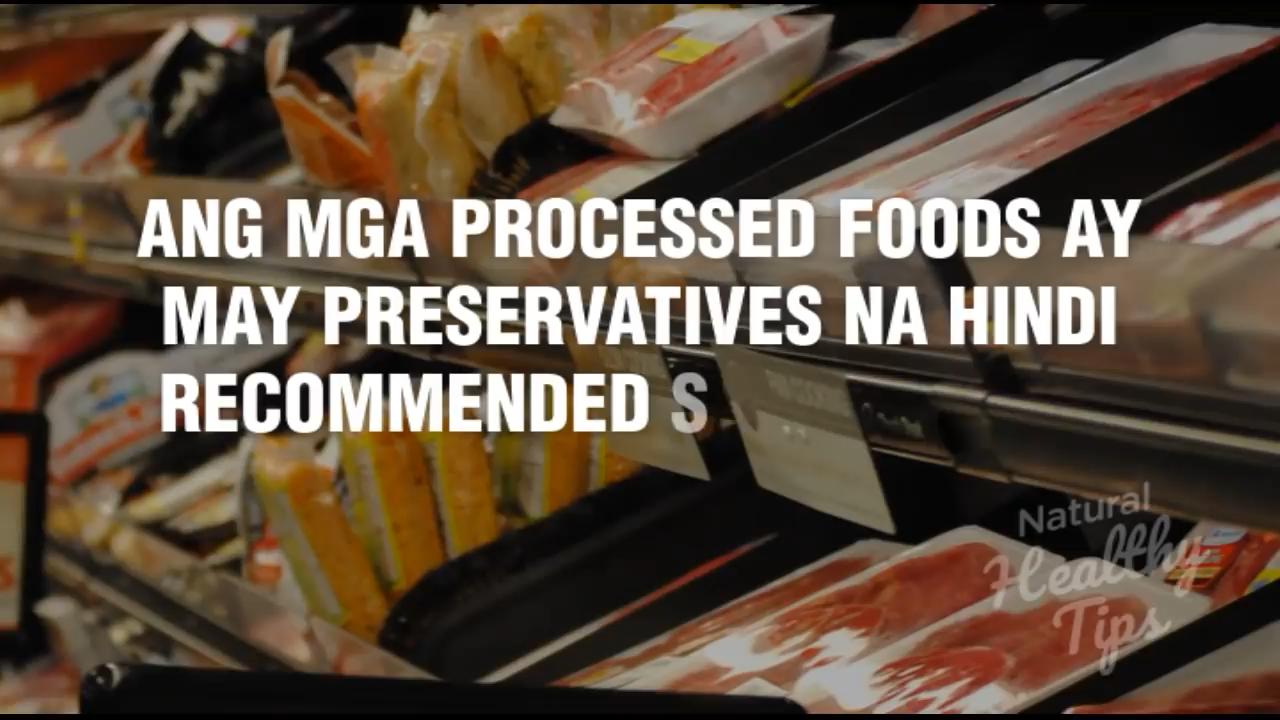 ANG MGA PROCESSED FOODS AY
MAY PRESERVATIVES NA HINDI
RECOMMENDED S
Natural
Healthy
Tips